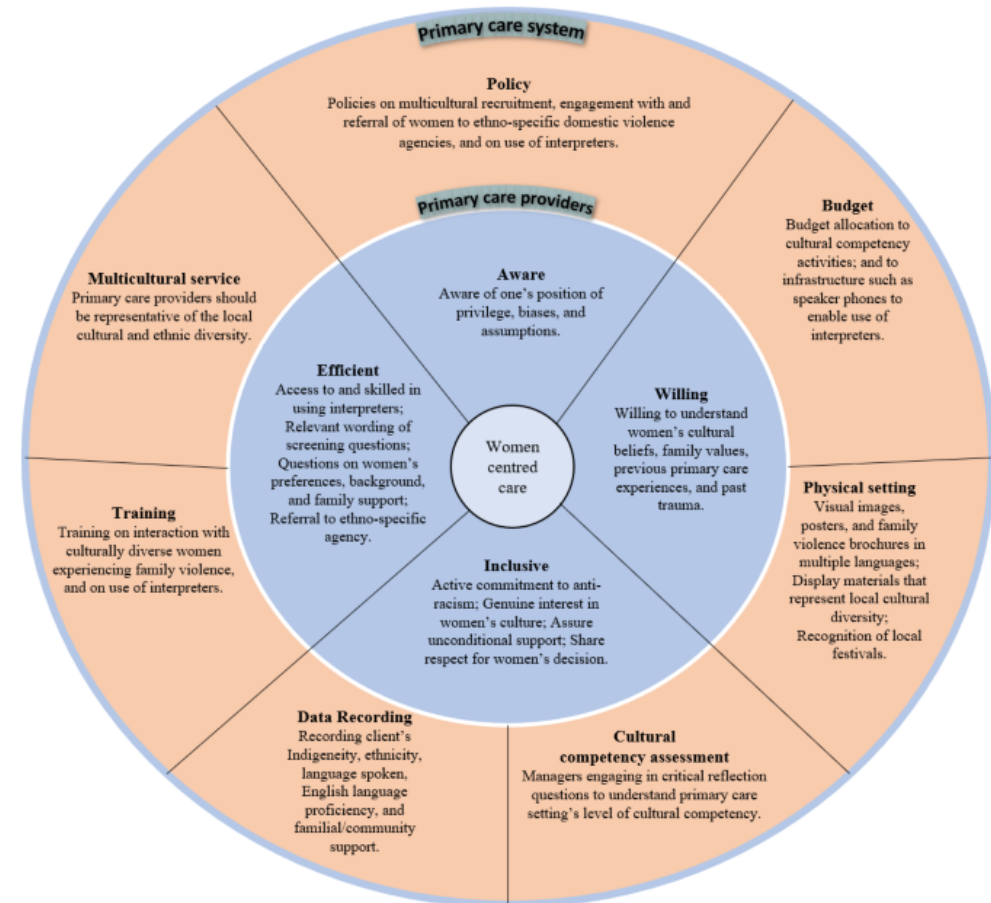 Primary care system
Policy
Policies on multicultural recruitment, engagement with and
referral of women to ethno-specific domestic violence
agencies, and on use of interpreters.
Budget
Budget allocation to
cultural competency
activities; and to
infrastructure such as
speaker phones to
enable use of
interpreters.
Physical setting
Visual images,
posters, and family
violence brochures in
multiple languages;
Display materials that
represent local cultural
diversity;
Recognition of local
festivals.
Cultural
competency assessment
Managers engaging in critical reflection
questions to understand primary care
setting's level of cultural competency.
Data Recording
Recording client's
Indigeneity, ethnicity,
language spoken,
English language
proficiency, and
familial/community
support.
Training
Training on interaction with
culturally diverse women
experiencing family violence,
and on use of interpreters.
Multicultural service
Primary care providers should
be representative of the local
cultural and ethnic diversity.
Primary care providers
Aware
Aware of one's position of
privilege, biases, and
assumptions.
Willing
Willing to understand
women's cultural
beliefs, family values,
previous primary care
experiences, and past
trauma.
Inclusive
Active commitment to anti-
racism; Genuine interest in
women's culture; Assure
unconditional support; Share
respect for women's decision.
Efficient
Access to and skilled in
using interpreters;
Relevant wording of
screening questions;
Questions on women's
preferences, background,
and family support;
Referral to ethno-specific
agency.
Women
centred
care